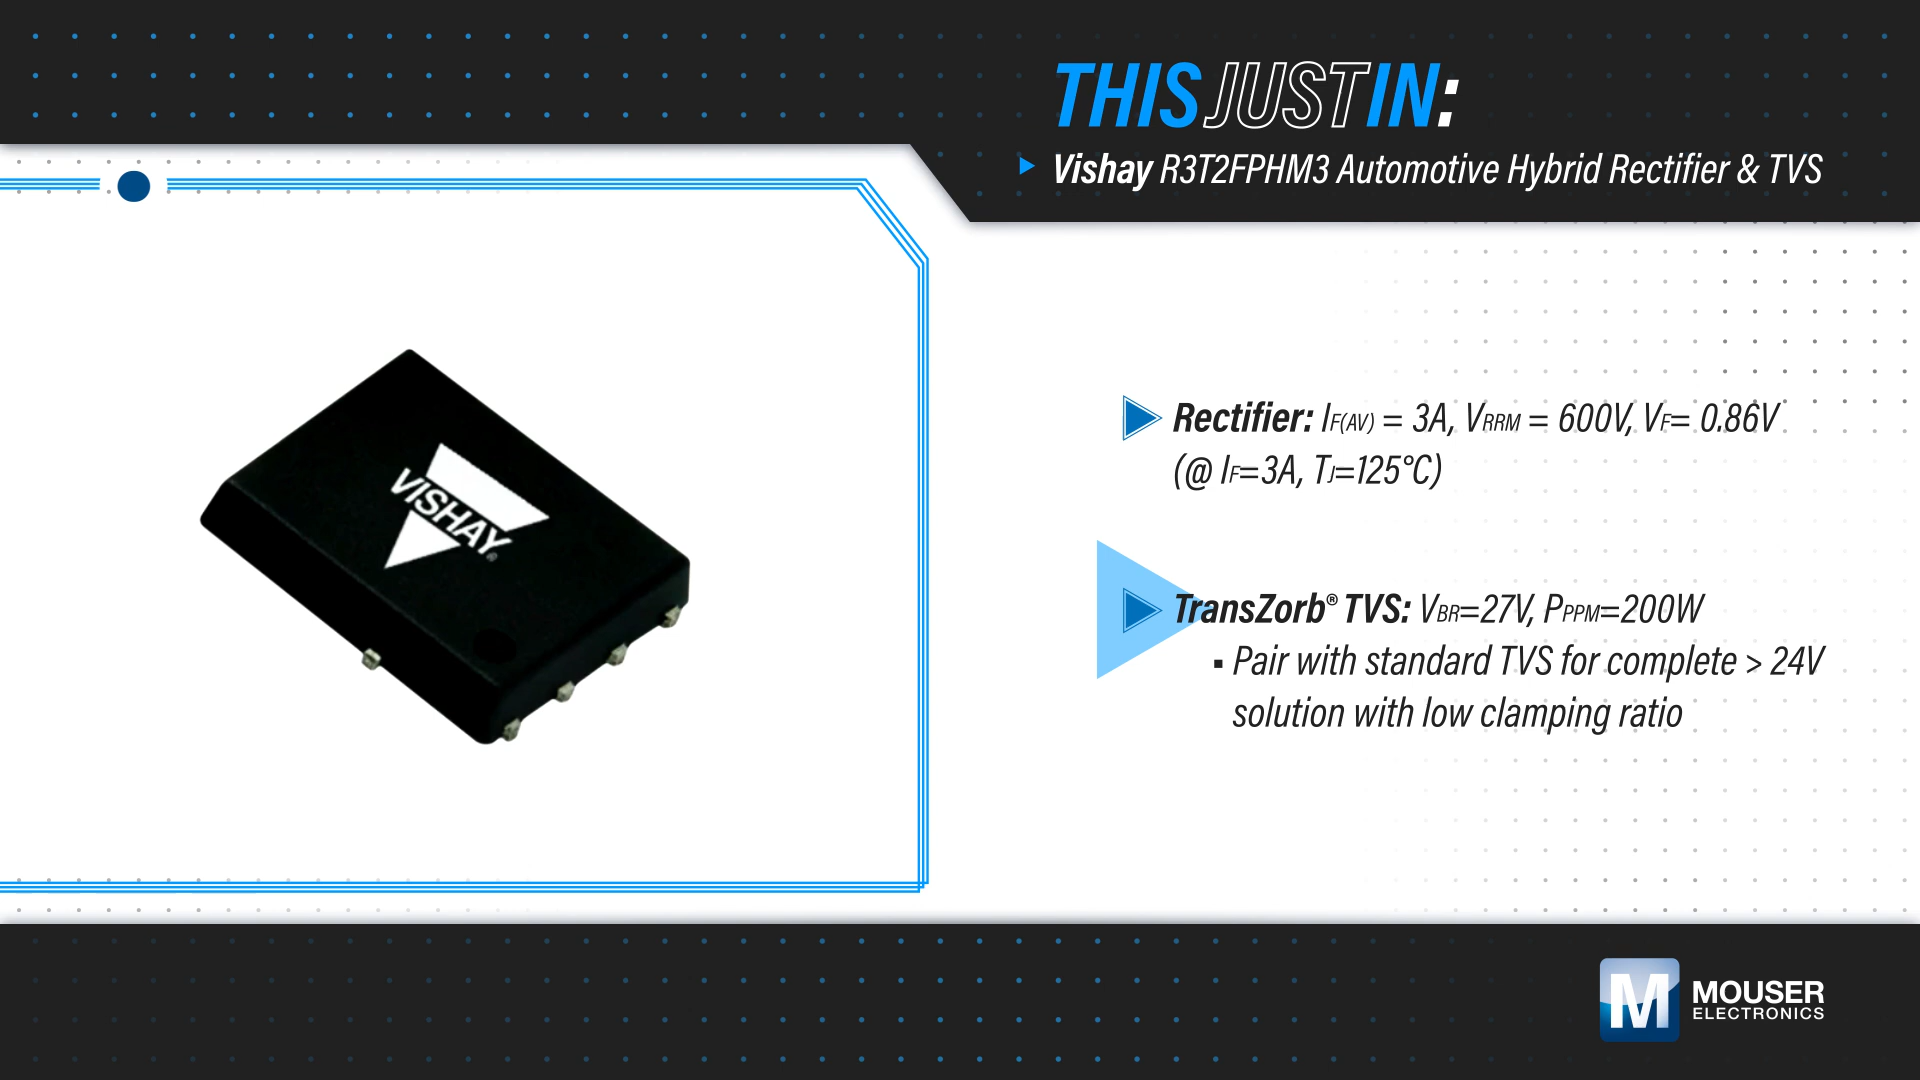 THIS JUST IN:
Vishay R3T2FPHM3 Automotive Hybrid Rectifier & TVS
VISHAY®
Rectifier: IF(AV) = 3A, VRRM = 600V, VF= 0.86V
(@ IF=3A, TJ=125°C)
TransZorb® TVS: VBR=27V, PPPM=200W
▪ Pair with standard TVS for complete > 24V
solution with low clamping ratio
M MOUSER
ELECTRONICS